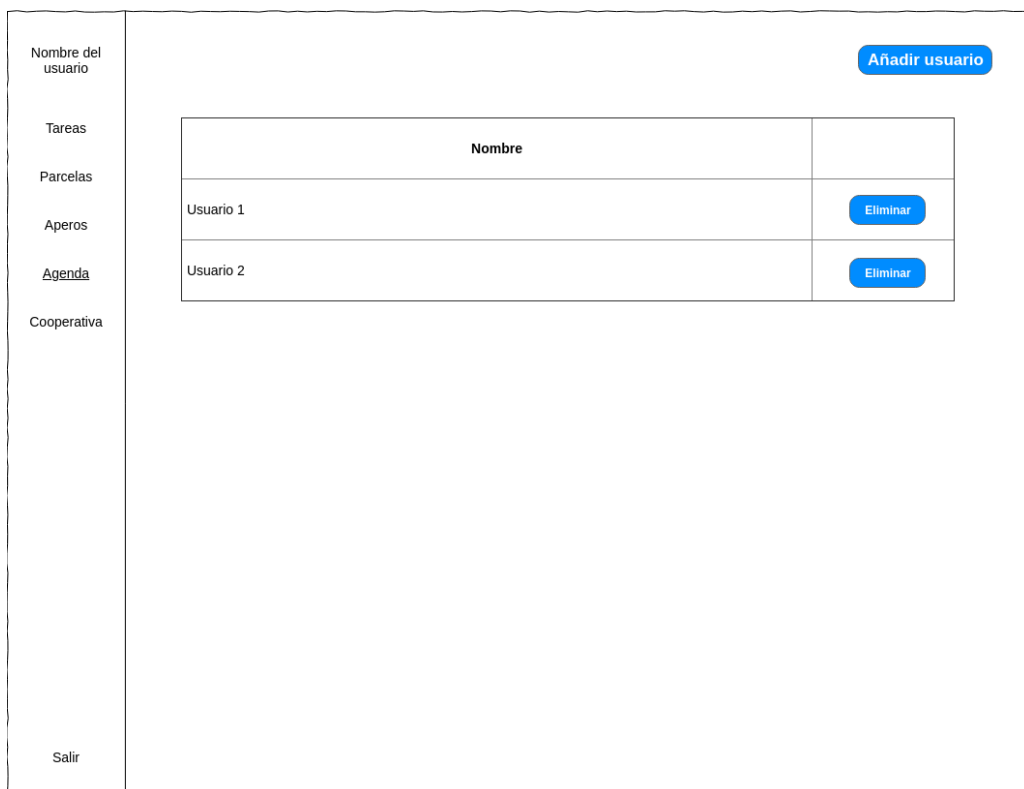 Nombre del
usuario
Tareas
Parcelas
Aperos
Agenda
Cooperativa
Salir
Añadir usuario
Nombre
Usuario 1
Eliminar
Usuario 2
Eliminar